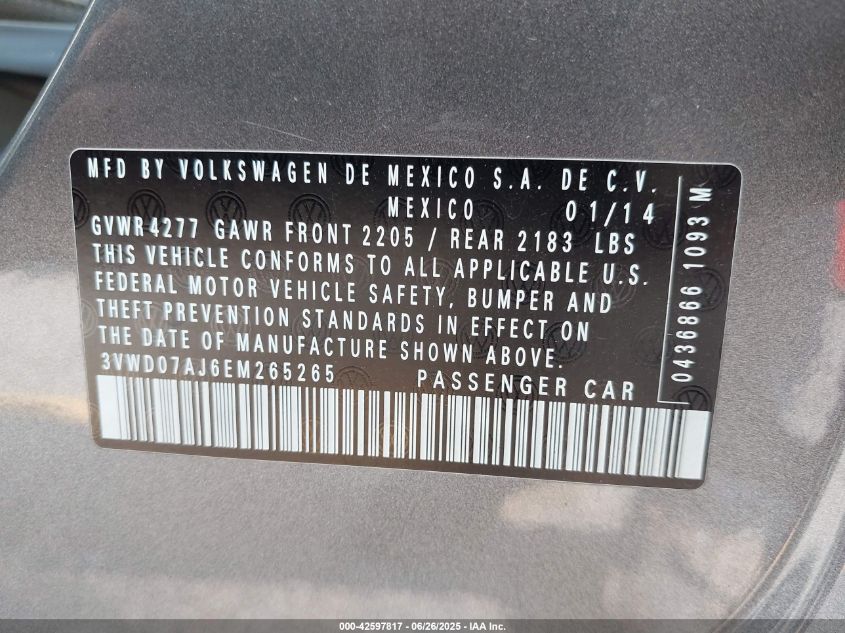 MFD BY VOLKSWAGEN DE MEXICO S.A. DE C.V.
MEXICO 01/14
GVWR4277 GAWR FRONT 2205 / REAR 2183 LBS
THIS VEHICLE CONFORMS TO ALL APPLICABLE U.S.
FEDERAL MOTOR VEHICLE SAFETY, BUMPER AND
THEFT PREVENTION STANDARDS IN EFFECT ON
THE DATE OF MANUFACTURE SHOWN ABOVE.
3VWD07AJ6EM265265 PASSENGER CAR
0436866 1093 M
000-42597817 - 06/26/2025 - IAA Inc.